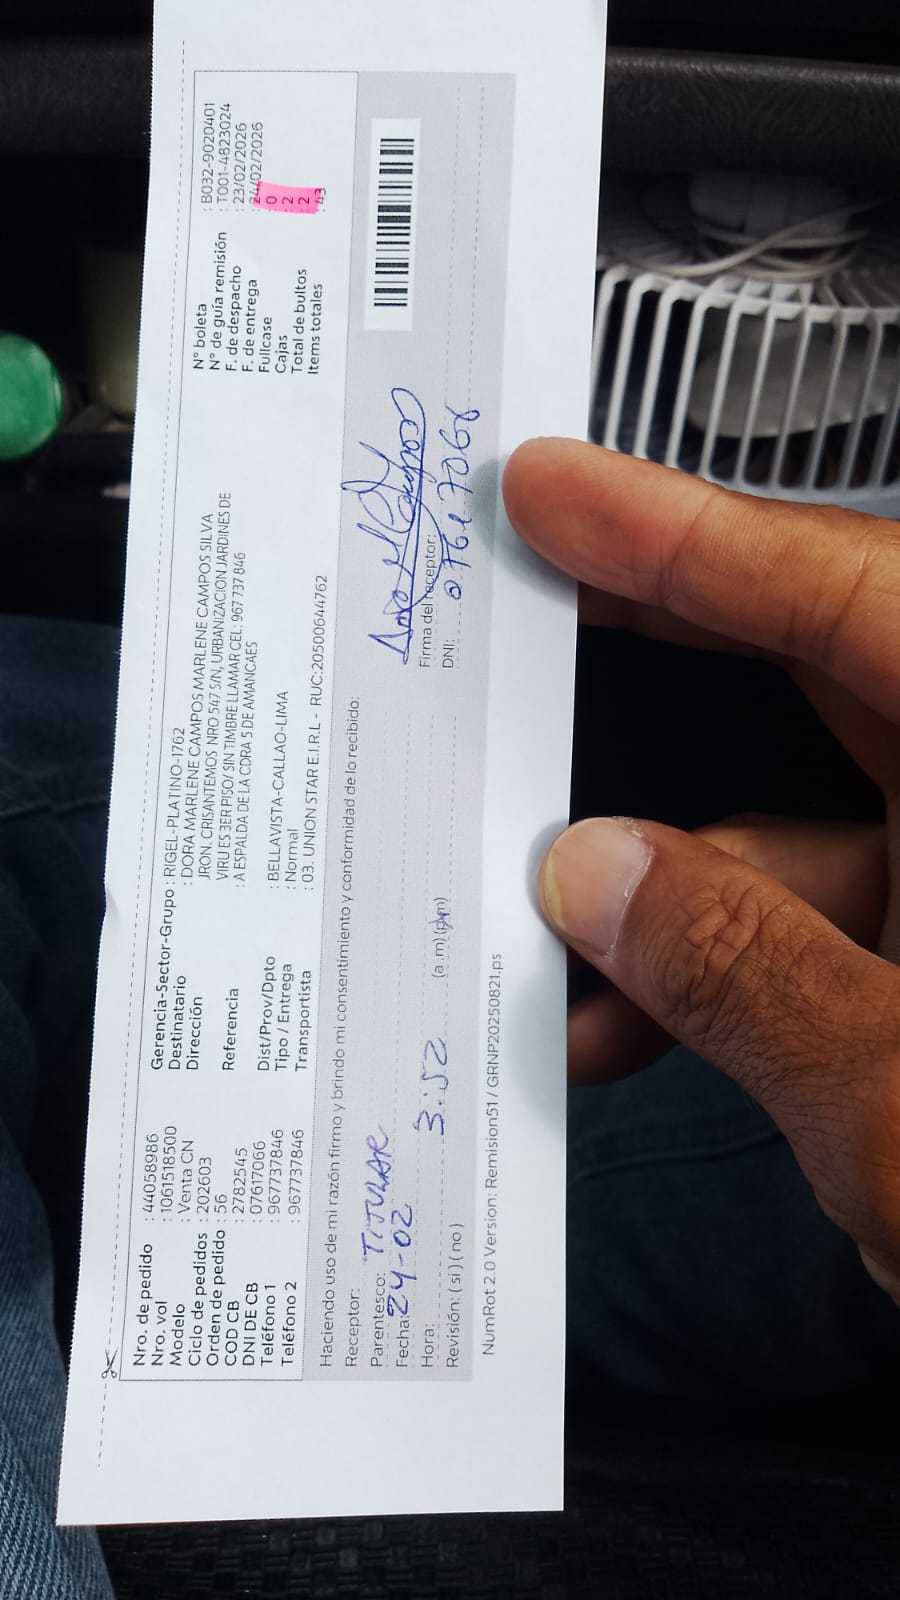 Nro. de pedido : 44058986
Nro. vol : 1061518500
Modelo : Venta CN
Ciclo de pedidos : 202603
Orden de pedido : 56
COD CB : 2782545
DNI DE CB : 07617066
Teléfono 1 : 967737846
Teléfono 2 : 967737846
Gerencia-Sector-Grupo : RIGEL-PLATINO-1762
Destinatario : DORA MARLENE CAMPOS MARLENE CAMPOS SILVA
Dirección JRON. CRISANTEMOS NRO 547 S/N, URBANIZACION JARDINES DE
VIRU ES 3ER PISO/ SIN TIMBRE LLAMAR CEL: 967 737 846
Referencia : A ESPALDA DE LA CDRA 5 DE AMANCAES
Dist/Prov/Dpto : BELLAVISTA-CALLAO-LIMA
Tipo / Entrega : Normal
Transportista : 03. UNION STAR E.I.R.L - RUC:20500644762
N° boleta : B032-9020401
N° de guía remisión : T001-4823024
F. de despacho : 23/02/2026
F. de entrega : 24/02/2026
Fullcase : 0
Cajas : 2
Total de bultos : 2
Items totales : 43
Haciendo uso de mi razón firmo y brindo mi consentimiento y conformidad de lo recibido:
Receptor:
Parentesco: TITULAR
Fecha: 24-02
Hora: 3:52 (a.m) (p.m)
Revisión: ( si ) ( no )
Firma del receptor:
DNI:
NumRot 2.0 Version: Remision51 / GRNP20250821.ps